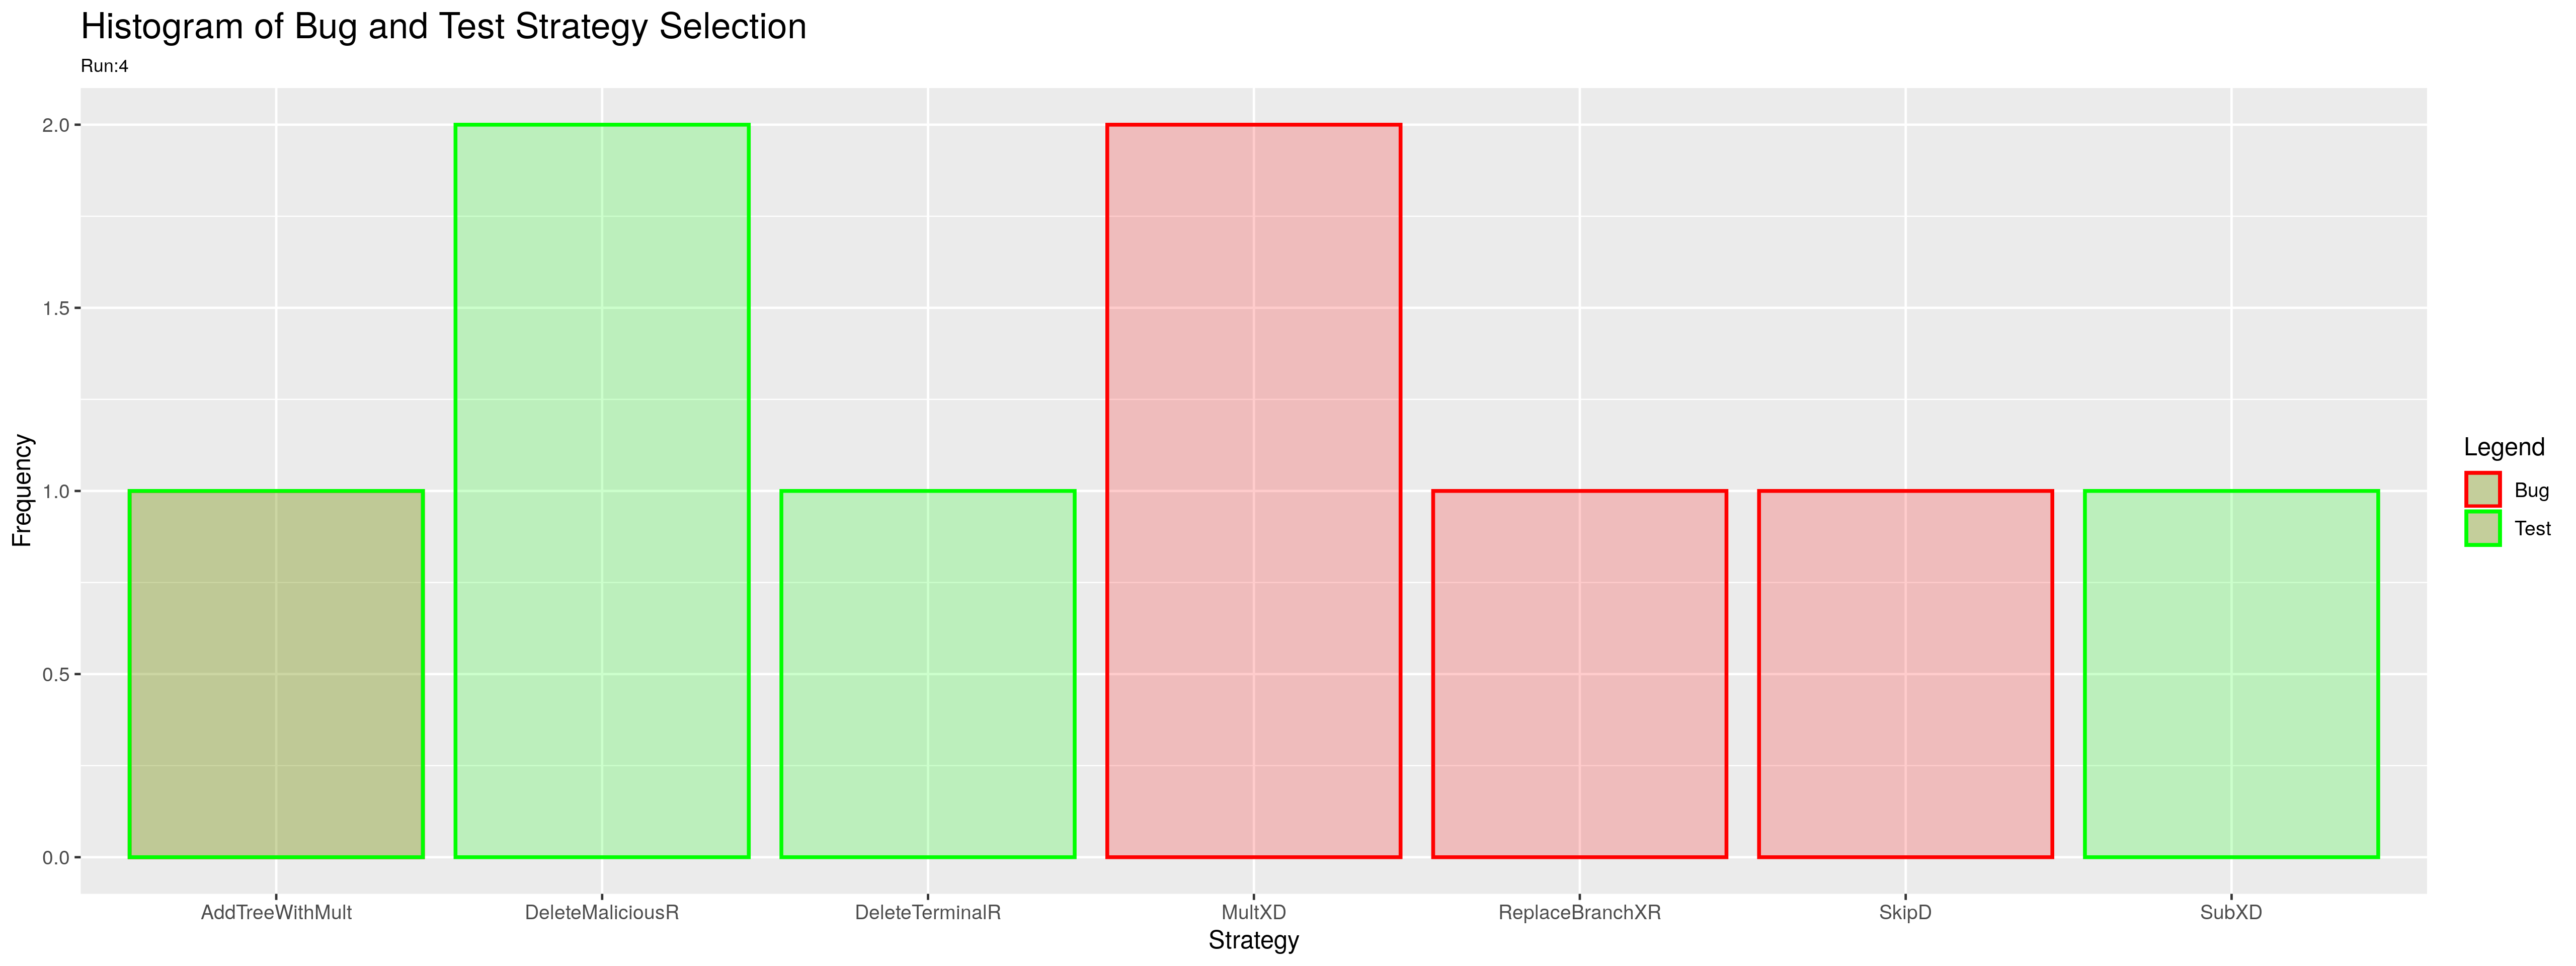 Histogram of Bug and Test Strategy Selection
Run:4
2.0
1.5
1.0
0.5
0.0
Frequency
AddTreeWithMult DeleteMaliciousR DeleteTerminalR MultXD ReplaceBranchXR SkipD SubXD
Strategy
Legend
Bug
Test